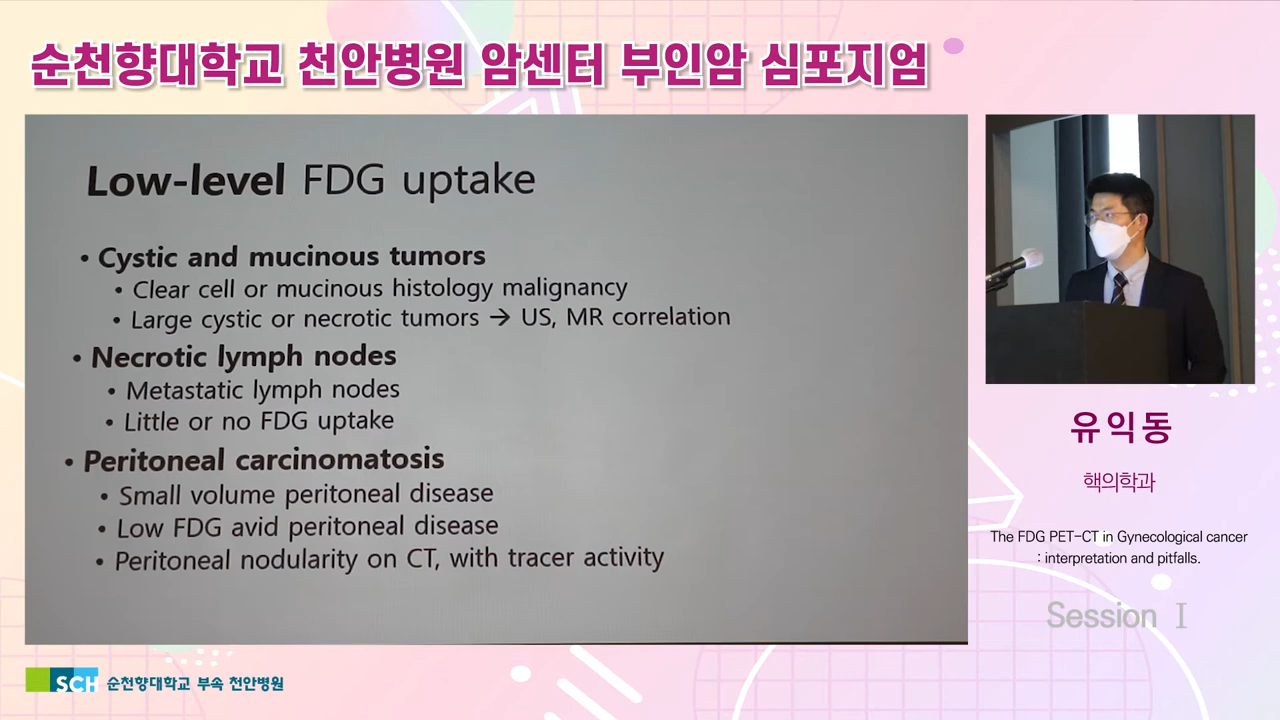 순천향대학교 천안병원 암센터 부인암 심포지엄
Low-level FDG uptake
• Cystic and mucinous tumors
• Clear cell or mucinous histology malignancy
• Large cystic or necrotic tumors → US, MR correlation
• Necrotic lymph nodes
• Metastatic lymph nodes
• Little or no FDG uptake
• Peritoneal carcinomatosis
• Small volume peritoneal disease
• Low FDG avid peritoneal disease
• Peritoneal nodularity on CT, with tracer activity
유익동
핵의학과
The FDG PET-CT in Gynecological cancer
: interpretation and pitfalls.
Session Ⅰ
SCH 순천향대학교 부속 천안병원